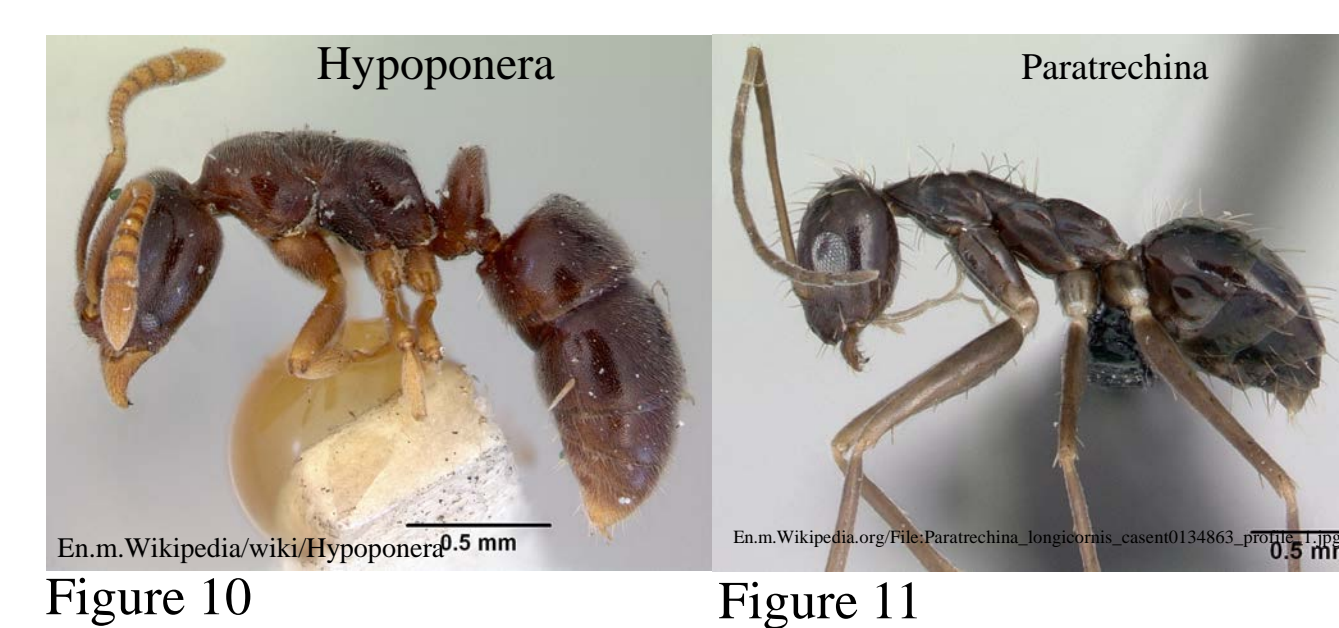 Hypoponera
Paratrechina
En.m.Wikipedia/wiki/Hypoponera
0.5 mm
En.m.Wikipedia.org/File:Paratrechina_longicornis_casent0134863_profile_1.jpg
0.5 mm
Figure 10
Figure 11